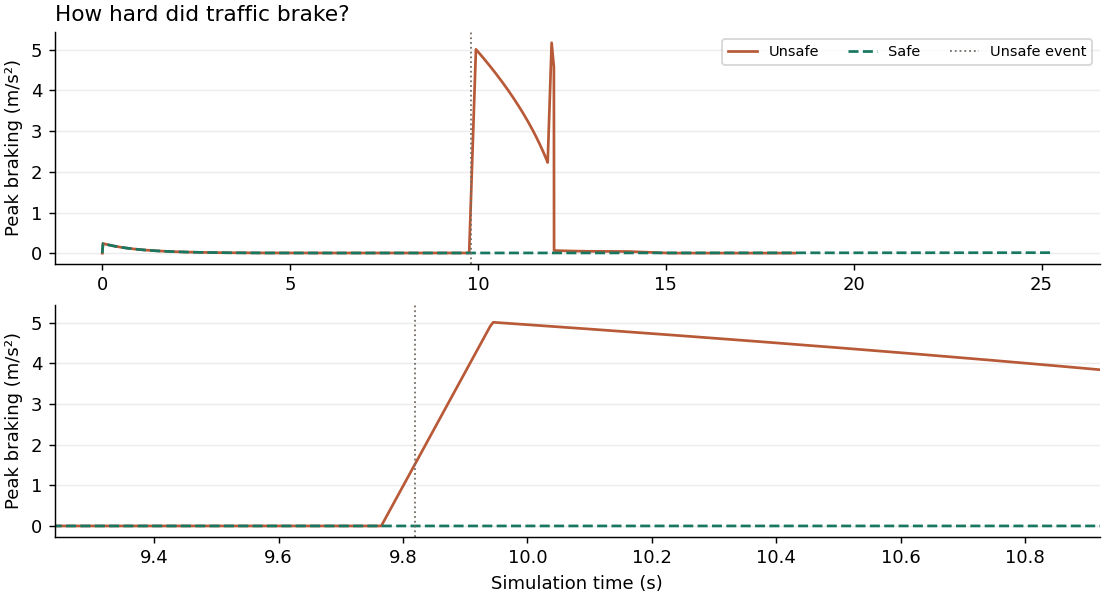 How hard did traffic brake?
Peak braking (m/s²)
5
4
3
2
1
0
Unsafe
Safe
Unsafe event
0 5 10 15 20 25
Peak braking (m/s²)
5
4
3
2
1
0
9.4 9.6 9.8 10.0 10.2 10.4 10.6 10.8
Simulation time (s)